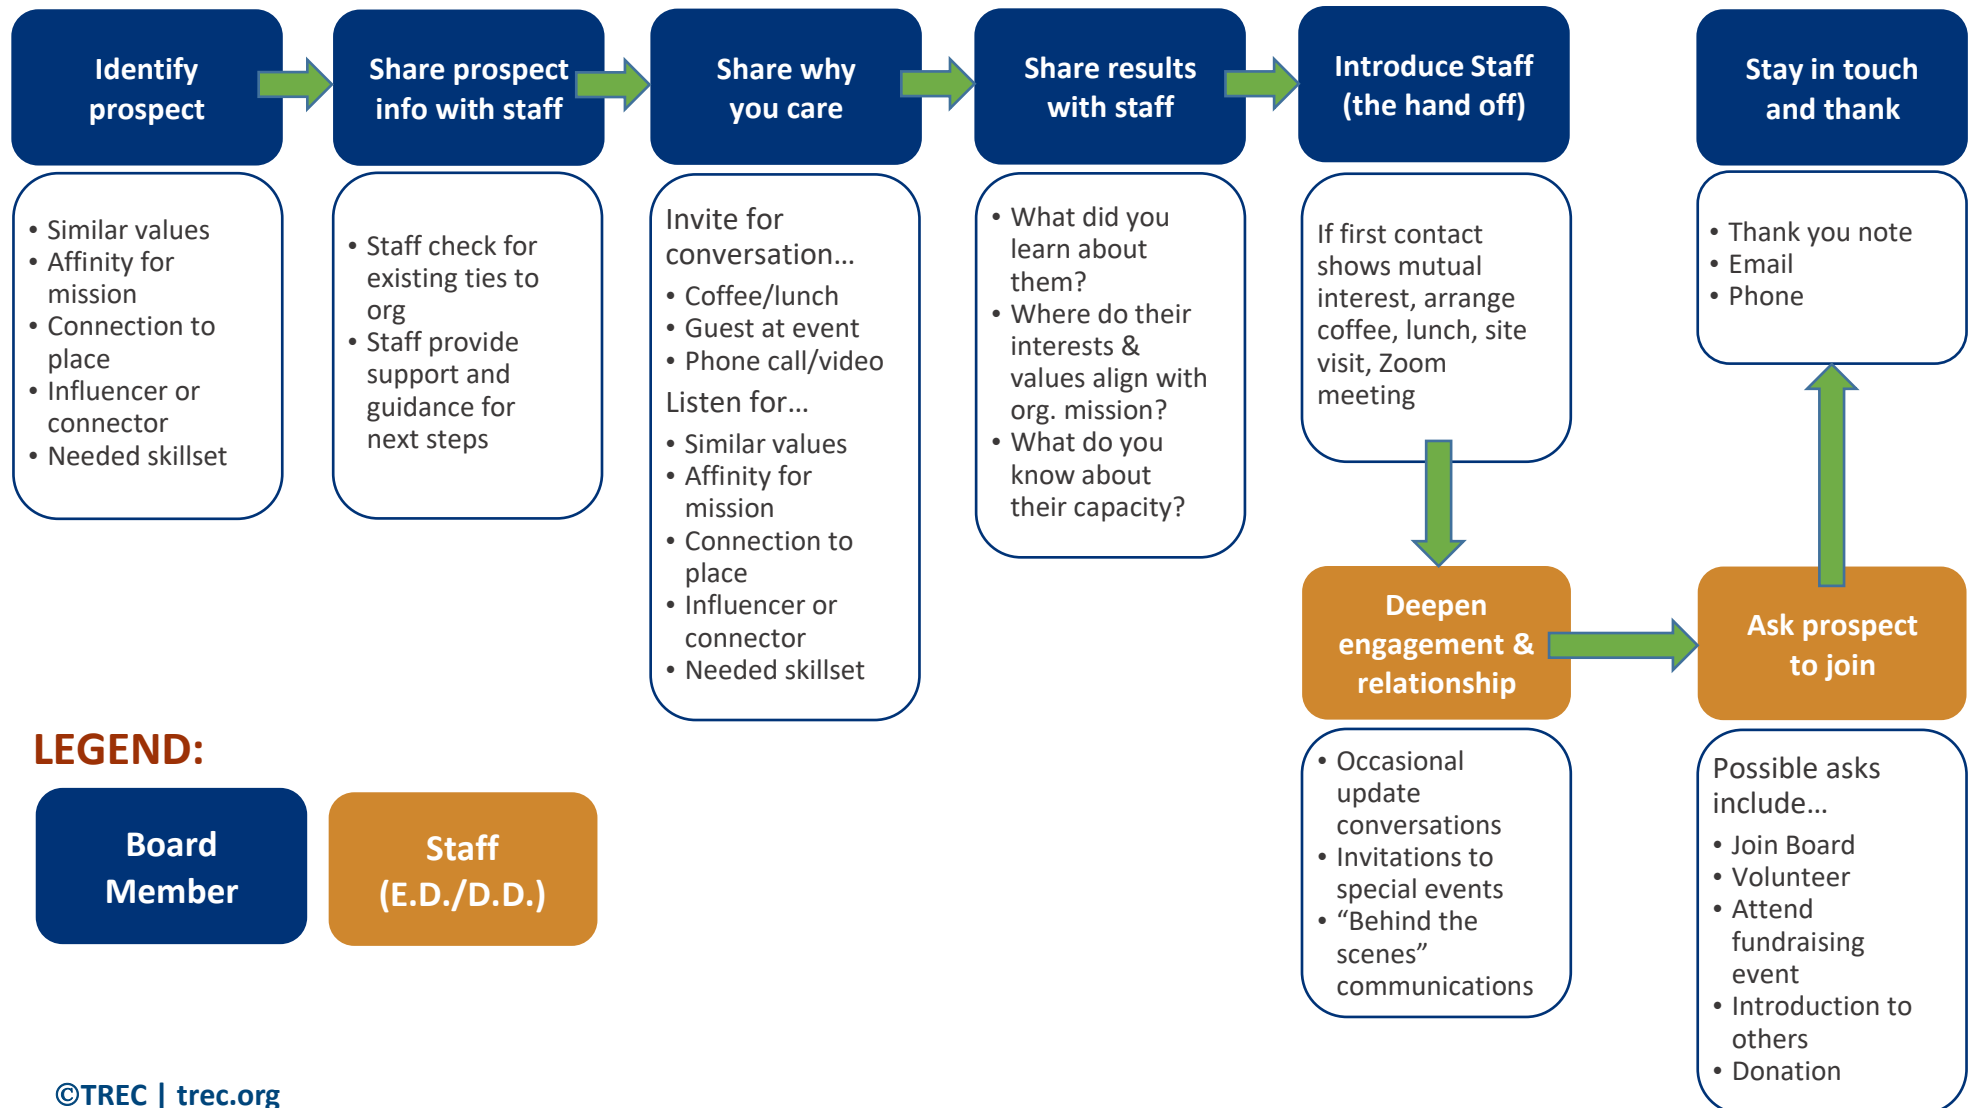 Identify
prospect
Share prospect
info with staff
Share why
you care
Share results
with staff
Introduce Staff
(the hand off)
Stay in touch
and thank
• Similar values
• Affinity for
mission
• Connection to
place
• Influencer or
connector
• Needed skillset
• Staff check for
existing ties to
org
• Staff provide
support and
guidance for
next steps
Invite for
conversation...
• Coffee/lunch
• Guest at event
• Phone call/video
Listen for...
• Similar values
• Affinity for
mission
• Connection to
place
• Influencer or
connector
• Needed skillset
• What did you
learn about
them?
• Where do their
interests &
values align with
org. mission?
• What do you
know about
their capacity?
If first contact
shows mutual
interest, arrange
coffee, lunch, site
visit, Zoom
meeting
• Thank you note
• Email
• Phone
Deepen
engagement &
relationship
• Occasional
update
conversations
• Invitations to
special events
• “Behind the
scenes”
communications
Ask prospect
to join
Possible asks
include...
• Join Board
• Volunteer
• Attend
fundraising
event
• Introduction to
others
• Donation
LEGEND:
Board
Member
Staff
(E.D./D.D.)
©TREC | trec.org